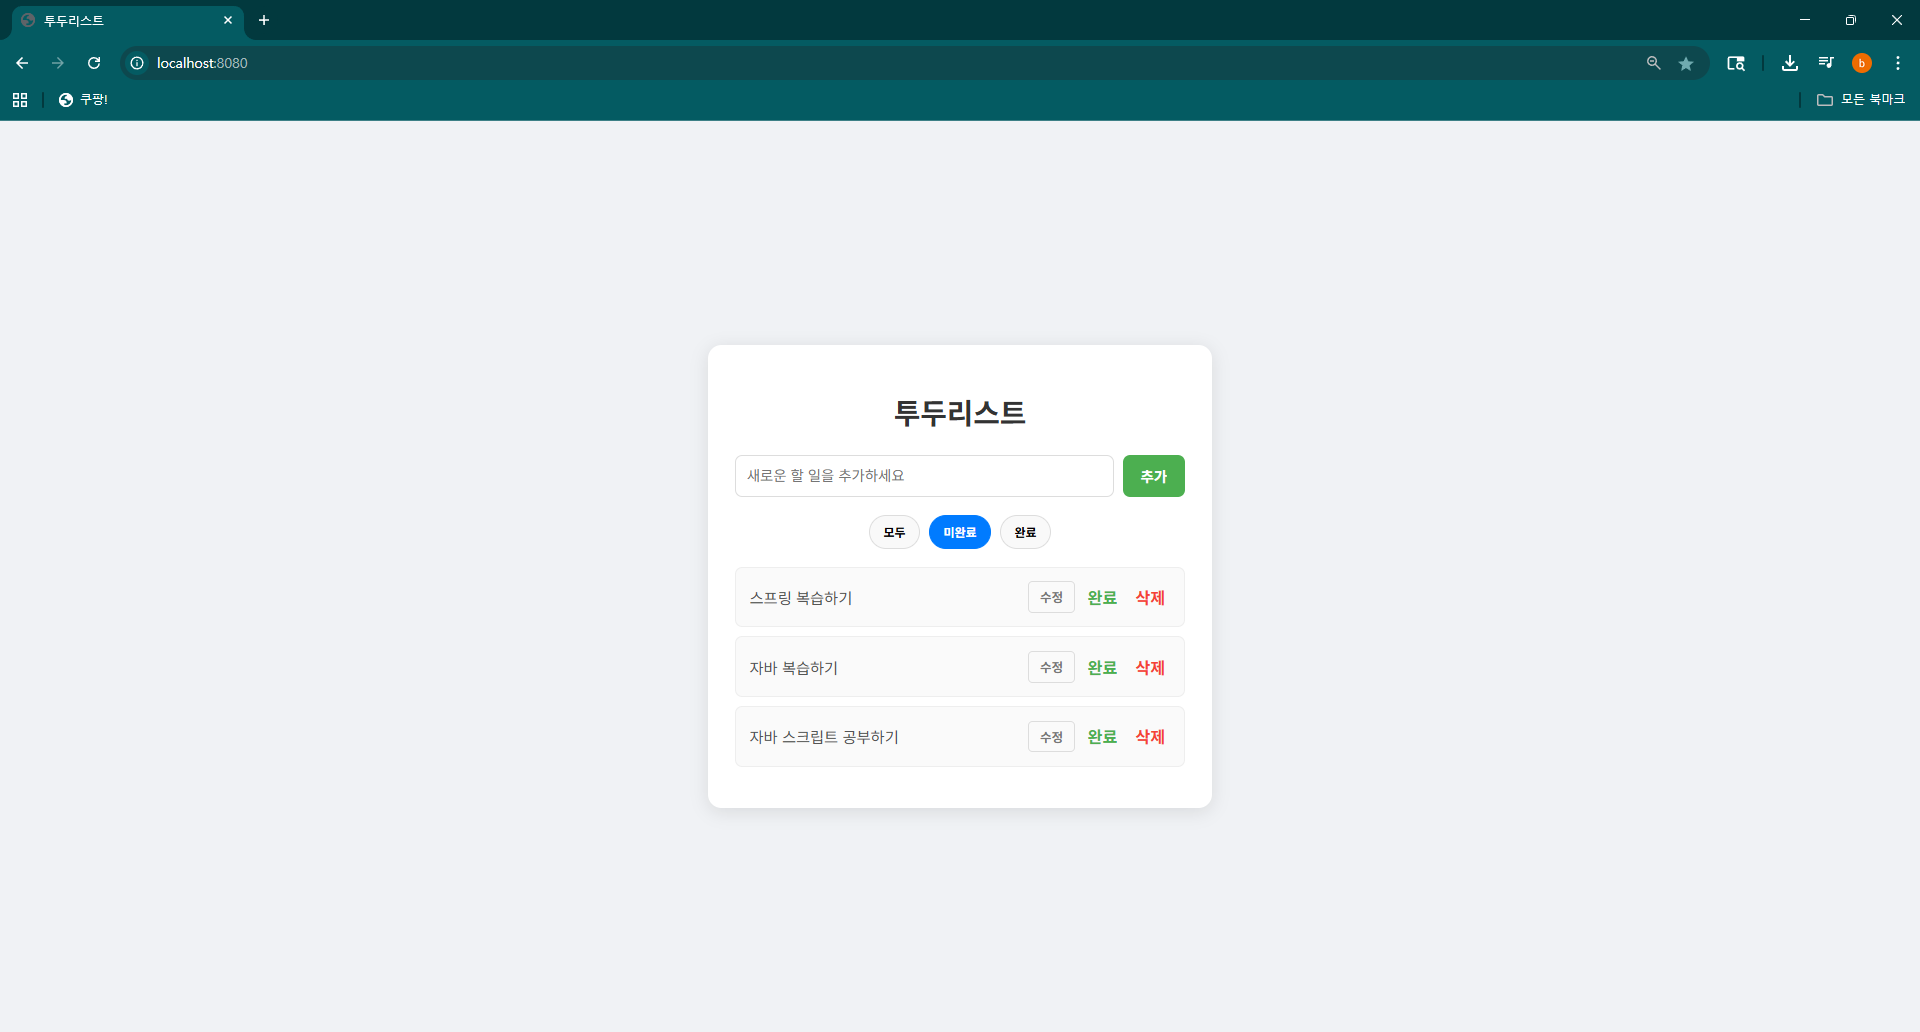 투두리스트
localhost:8080
쿠팡!
모든 북마크
b
투두리스트
새로운 할 일을 추가하세요 추가
모두 미완료 완료
스프링 복습하기 수정 완료 삭제
자바 복습하기 수정 완료 삭제
자바 스크립트 공부하기 수정 완료 삭제